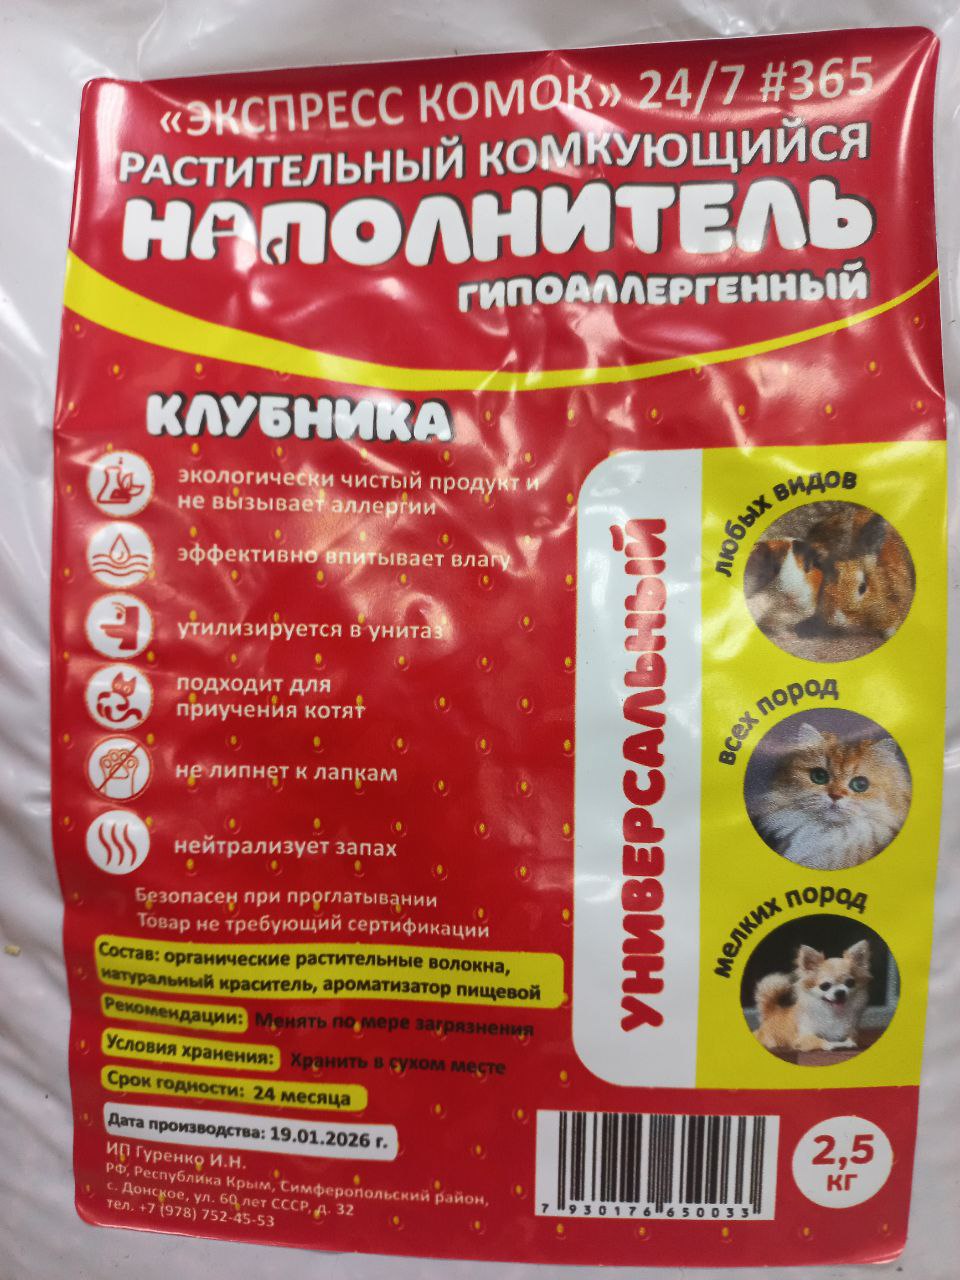 «ЭКСПРЕСС КОМОК» 24/7 #365
РАСТИТЕЛЬНЫЙ КОМКУЮЩИЙСЯ
НАПОЛНИТЕЛЬ
ГИПОАЛЛЕРГЕННЫЙ
КЛУБНИКА
экологически чистый продукт и
не вызывает аллергии
эффективно впитывает влагу
утилизируется в унитаз
подходит для
приучения котят
не липнет к лапкам
нейтрализует запах
Безопасен при проглатывании
Товар не требующий сертификации
Состав: органические растительные волокна,
натуральный краситель, ароматизатор пищевой
Рекомендации: Менять по мере загрязнения
Условия хранения: Хранить в сухом месте
Срок годности: 24 месяца
Дата производства: 19.01.2026 г.
ИП Гуренко И.Н.
РФ, Республика Крым, Симферопольский район,
с. Донское, ул. 60 лет СССР, д. 32
тел. +7 (978) 752-45-53
УНИВЕРСАЛЬНЫЙ
любых видов
всех пород
мелких пород
7 930176 650033
2,5
кг